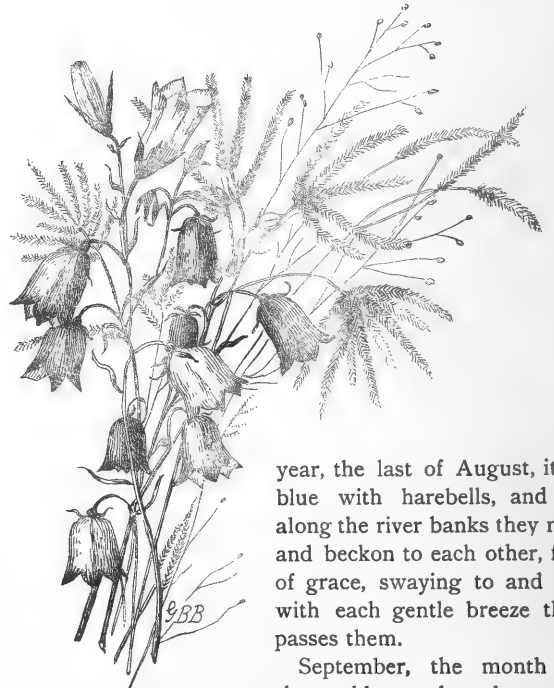 year, the last of August, it
blue with harebells, and
along the river banks they
and beckon to each other,
of grace, swaying to and
with each gentle breeze
passes them.
September, the month
BB